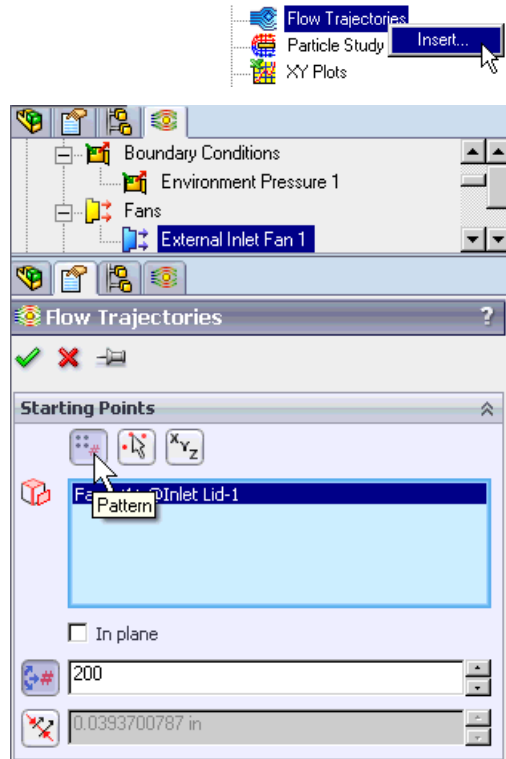 Flow Trajectories
Insert...
Particle Study
XY Plots
Boundary Conditions
Environment Pressure 1
Fans
External Inlet Fan 1
Flow Trajectories ?
Starting Points
# X Y Z
@Inlet Lid-1
Pattern
In plane
# 200
0.0393700787 in